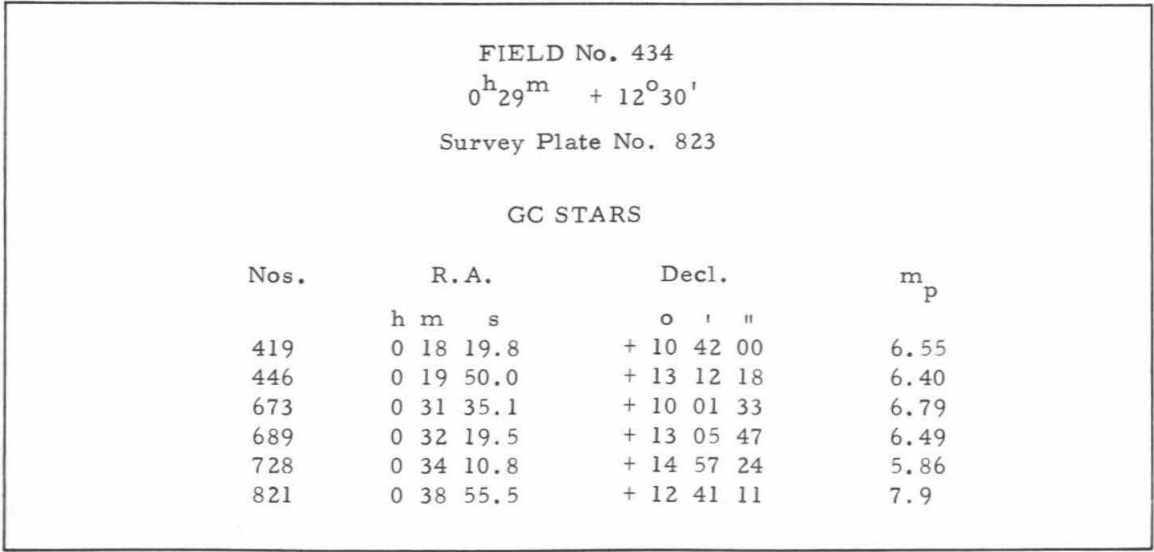 FIELD No. 434
0h29m + 12o30'
Survey Plate No. 823
GC STARS
Nos. R.A. Decl. mp
h m s o ' "
419 0 18 19.8 + 10 42 00 6.55
446 0 19 50.0 + 13 12 18 6.40
673 0 31 35.1 + 10 01 33 6.79
689 0 32 19.5 + 13 05 47 6.49
728 0 34 10.8 + 14 57 24 5.86
821 0 38 55.5 + 12 41 11 7.9